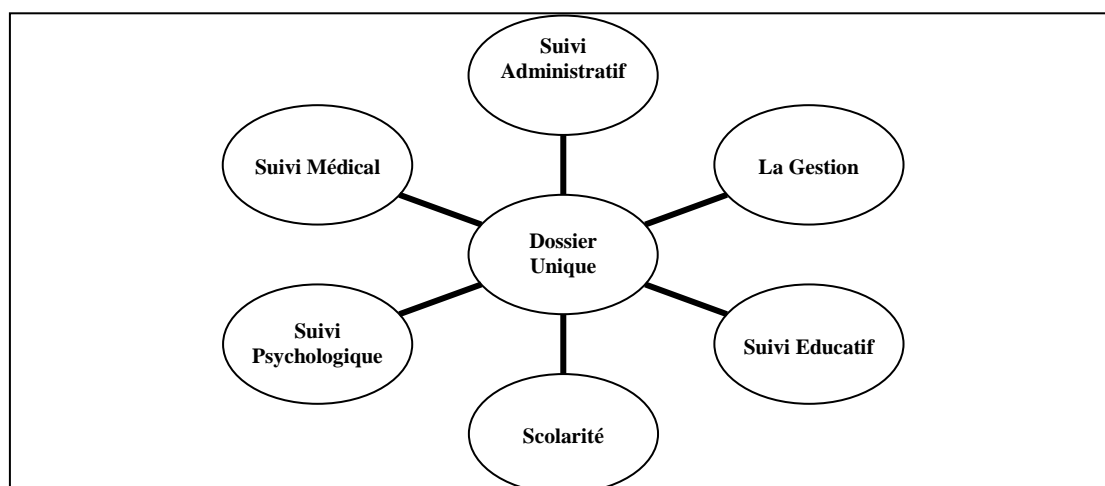 Suivi
Administratif
Suivi Médical
La Gestion
Dossier
Unique
Suivi
Psychologique
Suivi Educatif
Scolarité